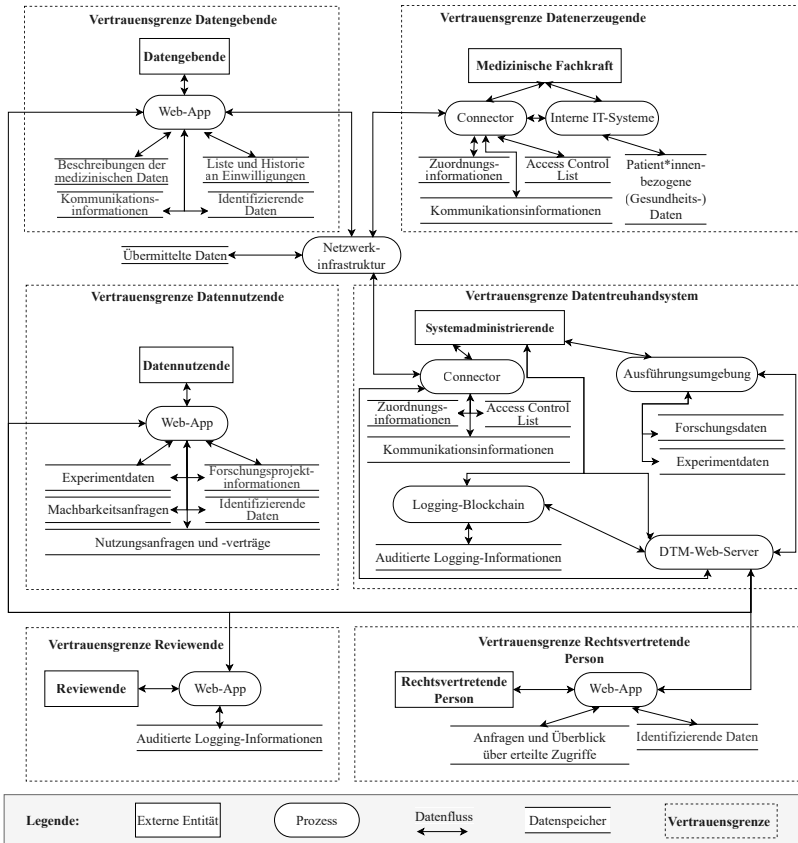 Vertrauensgrenze Datengebende
Datengebende
Web-App
Beschreibungen der
medizinischen Daten
Liste und Historie
an Einwilligungen
Kommunikations-
informationen
Identifizierende
Daten
Vertrauensgrenze Datenerzeugende
Medizinische Fachkraft
Connector
Interne IT-Systeme
Zuordnungs-
informationen
Access Control
List
Patient*innen-
bezogene
(Gesundheits-)
Daten
Kommunikationsinformationen
Übermittelte Daten
Netzwerk-
infrastruktur
Vertrauensgrenze Datennutzende
Datennutzende
Web-App
Experimentdaten
Forschungsprojekt-
informationen
Machbarkeitsanfragen
Identifizierende
Daten
Nutzungsanfragen und -verträge
Vertrauensgrenze Datentreuhandsystem
Systemadministrierende
Connector
Ausführungsumgebung
Zuordnungs-
informationen
Access Control
List
Kommunikationsinformationen
Forschungsdaten
Experimentdaten
Logging-Blockchain
Auditierte Logging-Informationen
DTM-Web-Server
Vertrauensgrenze Reviewende
Reviewende
Web-App
Auditierte Logging-Informationen
Vertrauensgrenze Rechtsvertretende
Person
Rechtsvertretende
Person
Web-App
Anfragen und Überblick
über erteilte Zugriffe
Identifizierende Daten
Legende:
Externe Entität
Prozess
Datenfluss
Datenspeicher
Vertrauensgrenze